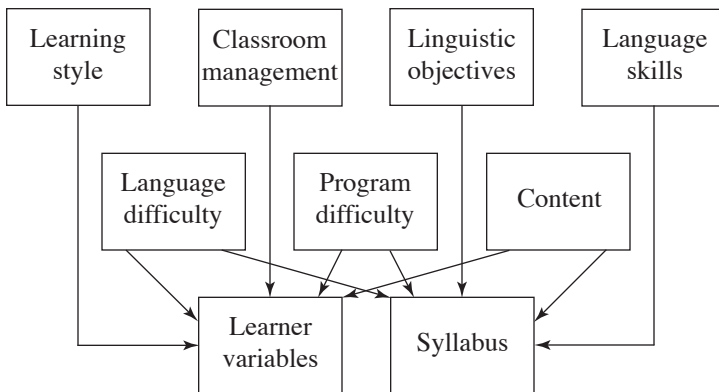 Learning
style
Classroom
management
Linguistic
objectives
Language
skills
Language
difficulty
Program
difficulty
Content
Learner
variables
Syllabus